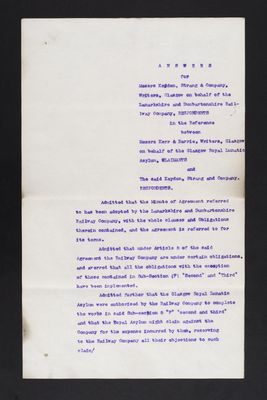 A N S W E R S
for
Messrs Keyden, Strang & Company,
Writers, Glasgow on behalf of the
Lanarkshire and Dumbartonshire Rail-
lway Company, RESPONDENTS
in the Reference
between
Messrs Kerr & Barrie, Writers, Glasgow
on behalf of the Glasgow Royal Lunatic
Asylum, CLAIMANTS
and
The said Keyden, Strang and Company,
RESPONDENTS.
Admitted that the Minute of Agreement referred
to has been adopted by the Lanarkshire and Dumbartonshire
Railway Company, with the whole clauses and Obligations
therein contained, and the agreement is referred to for
its terms.
Admitted that under Article 8 of the said
Agreement the Railway Company are under certain obligations,
and averred that all the obligations with the exception
of those contained in Sub-Section (F) "Second" and "Third"
have been implemented.
Admitted further that the Glasgow Royal Lunatic
Asylum were authorised by the Railway Company to complete
the works in said Sub-section 8 "F" "second and third"
and that the Royal Asylum might claim against the
Company for the expense incurred by them, reserving
to the Railway Company all their objections to such
claim/